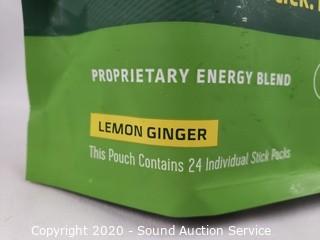 PROPRIETARY ENERGY BLEND
LEMON GINGER
This Pouch Contains 24 Individual Stick Packs
Copyright 2020 - Sound Auction Service